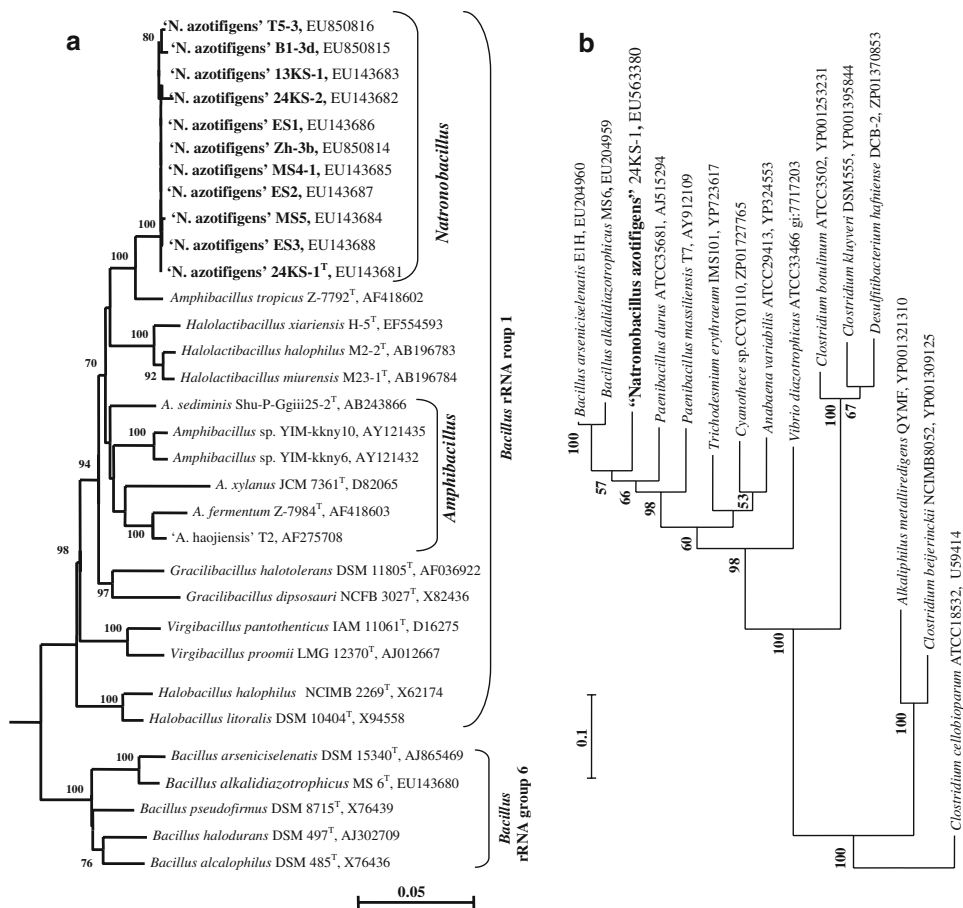 a
80
'N. azotifigens' T5-3, EU850816
'N. azotifigens' B1-3d, EU850815
'N. azotifigens' 13KS-1, EU143683
'N. azotifigens' 24KS-2, EU143682
'N. azotifigens' ES1, EU143686
'N. azotifigens' Zh-3b, EU850814
'N. azotifigens' MS4-1, EU143685
'N. azotifigens' ES2, EU143687
'N. azotifigens' MS5, EU143684
'N. azotifigens' ES3, EU143688
'N. azotifigens' 24KS-1T, EU143681
Natronobacillus
100
100
Amphibacillus tropicus Z-7792T, AF418602
Halolactibacillus xiariensis H-5T, EF554593
100
Halolactibacillus halophilus M2-2T, AB196783
92
Halolactibacillus miurensis M23-1T, AB196784
70
A. sediminis Shu-P-Ggiii25-2T, AB243866
100
Amphibacillus sp. YIM-kkny10, AY121435
Amphibacillus sp. YIM-kkny6, AY121432
94
A. xylanus JCM 7361T, D82065
A. fermentum Z-7984T, AF418603
100
'A. haojiensis' T2, AF275708
Amphibacillus
98
Gracilibacillus halotolerans DSM 11805T, AF036922
97
Gracilibacillus dipsosauri NCFB 3027T, X82436
100
Virgibacillus pantothenticus IAM 11061T, D16275
Virgibacillus proomii LMG 12370T, AJ012667
100
Halobacillus halophilus NCIMB 2269T, X62174
Halobacillus litoralis DSM 10404T, X94558
Bacillus rRNA roup 1
100
Bacillus arseniciselenatis DSM 15340T, AJ865469
100
Bacillus alkalidiazotrophicus MS 6T, EU143680
Bacillus pseudofirmus DSM 8715T, X76439
Bacillus halodurans DSM 497T, AJ302709
76
Bacillus alcalophilus DSM 485T, X76436
Bacillus
rRNA group 6
0.05
b
Bacillus arseniciselenatis E1H, EU204960
Bacillus alkalidiazotrophicus MS6, EU204959
"Natronobacillus azotifigens" 24KS-1, EU563380
Paenibacillus durus ATCC35681, AJ515294
Paenibacillus massiliensis T7, AY912109
Trichodesmium erythraeum IMS101, YP723617
Cyanothece sp.CCY0110, ZP01727765
Anabaena variabilis ATCC29413, YP324553
Vibrio diazotrophicus ATCC33466 gi:7717203
Clostridium botulinum ATCC3502, YP001253231
Clostridium kluyveri DSM555, YP001395844
Desulfitibacterium hafniense DCB-2, ZP01370853
Alkaliphilus metalliredigens QYMF, YP001321310
Clostridium beijerinckii NCIMB8052, YP001309125
Clostridium cellobioparum ATCC18532, U59414
100
57
66
98
60
53
98
100
67
100
100
100
0.1